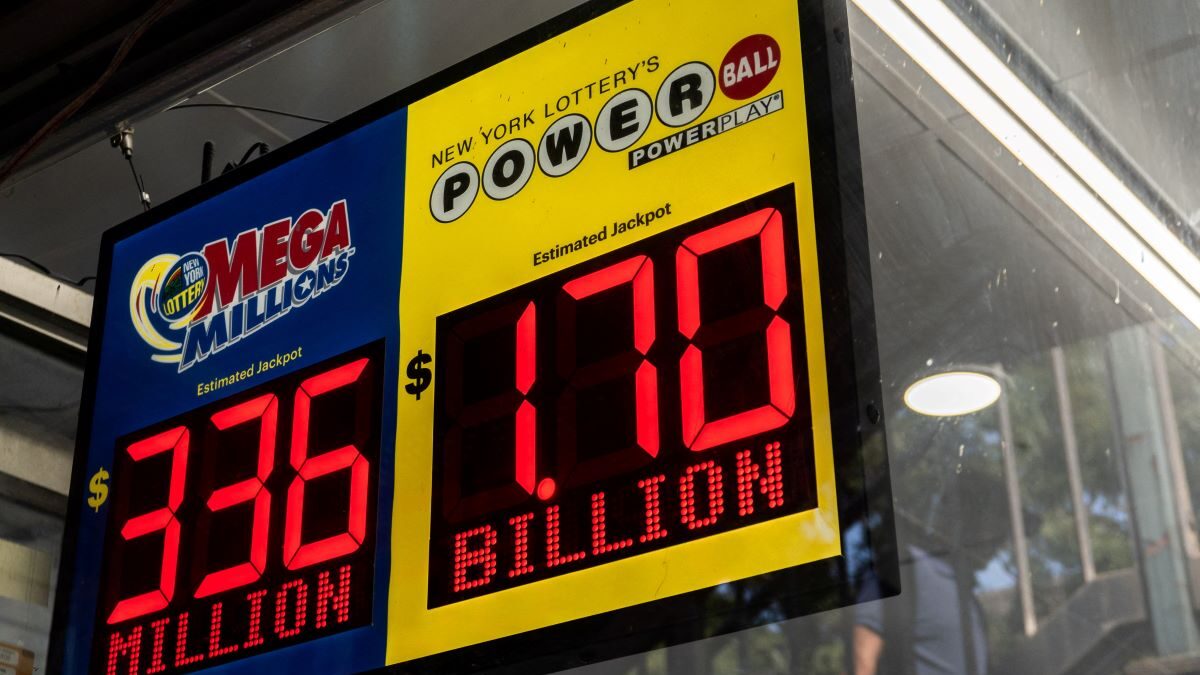 NEW YORK LOTTERY
MEGA
MILLIONS
Estimated Jackpot
$ 336
MILLION
NEW YORK LOTTERY'S
POWER BALL
POWERPLAY®
Estimated Jackpot
$ 1.70
BILLION